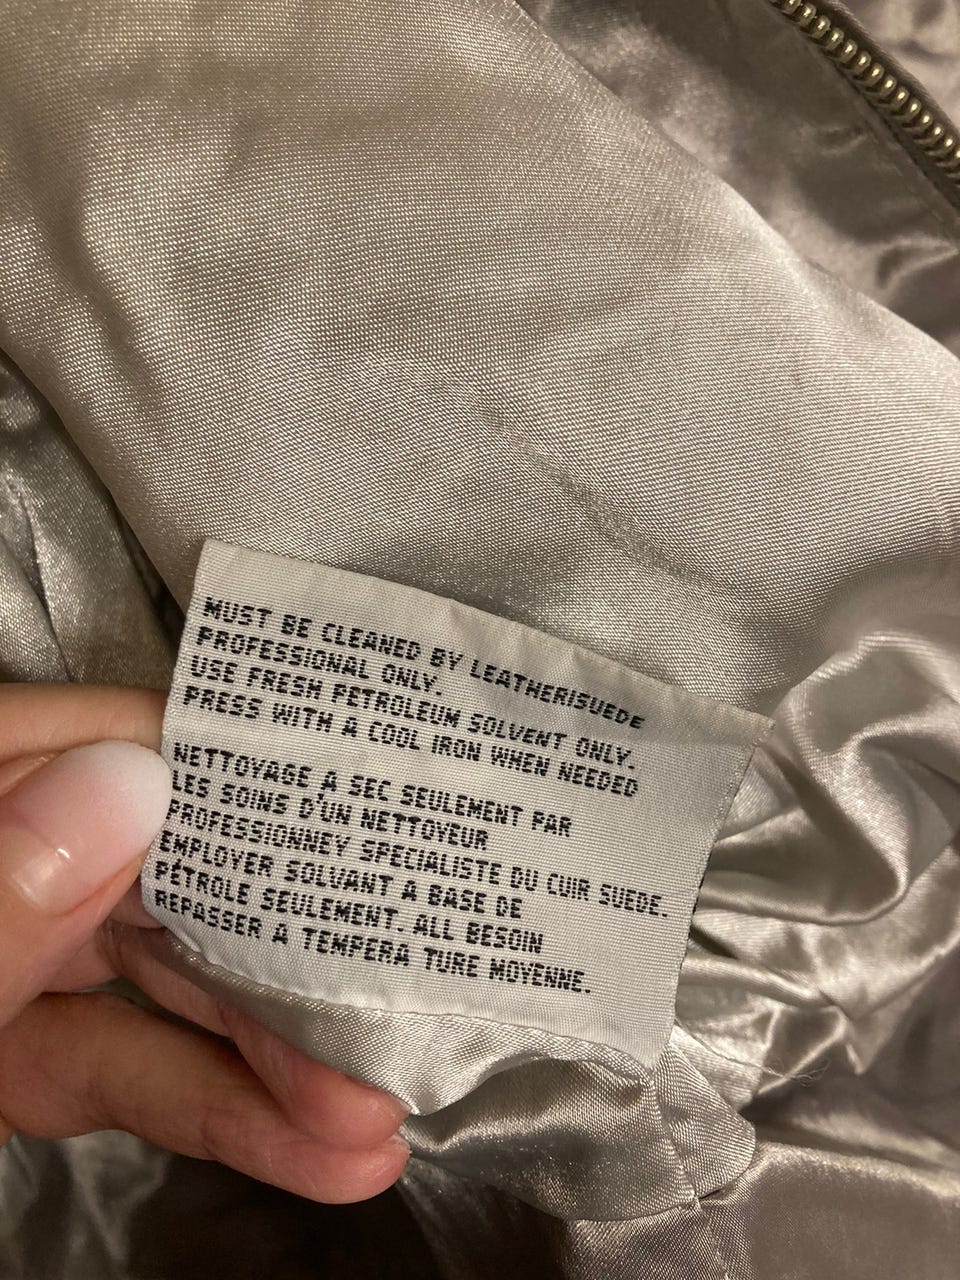 MUST BE CLEANED BY LEATHERISUEDE
PROFESSIONAL ONLY.
USE FRESH PETROLEUM SOLVENT ONLY.
PRESS WITH A COOL IRON WHEN NEEDED
NETTOYAGE A SEC SEULEMENT PAR
LES SOINS D'UN NETTOYEUR
PROFESSIONNEY SPECIALISTE DU CUIR SUEDE.
EMPLOYER SOLVANT A BASE DE
PÉTROLE SEULEMENT. ALL BESOIN
REPASSER A TEMPERA TURE MOYENNE.